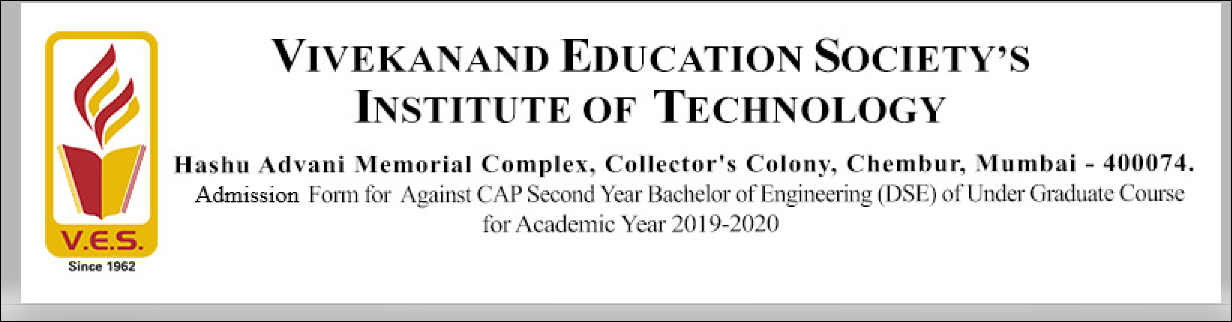 VIVEKANAND EDUCATION SOCIETY'S
INSTITUTE OF TECHNOLOGY
Hashu Advani Memorial Complex, Collector's Colony, Chembur, Mumbai - 400074.
Admission Form for Against CAP Second Year Bachelor of Engineering (DSE) of Under Graduate Course
for Academic Year 2019-2020
V.E.S.
Since 1962